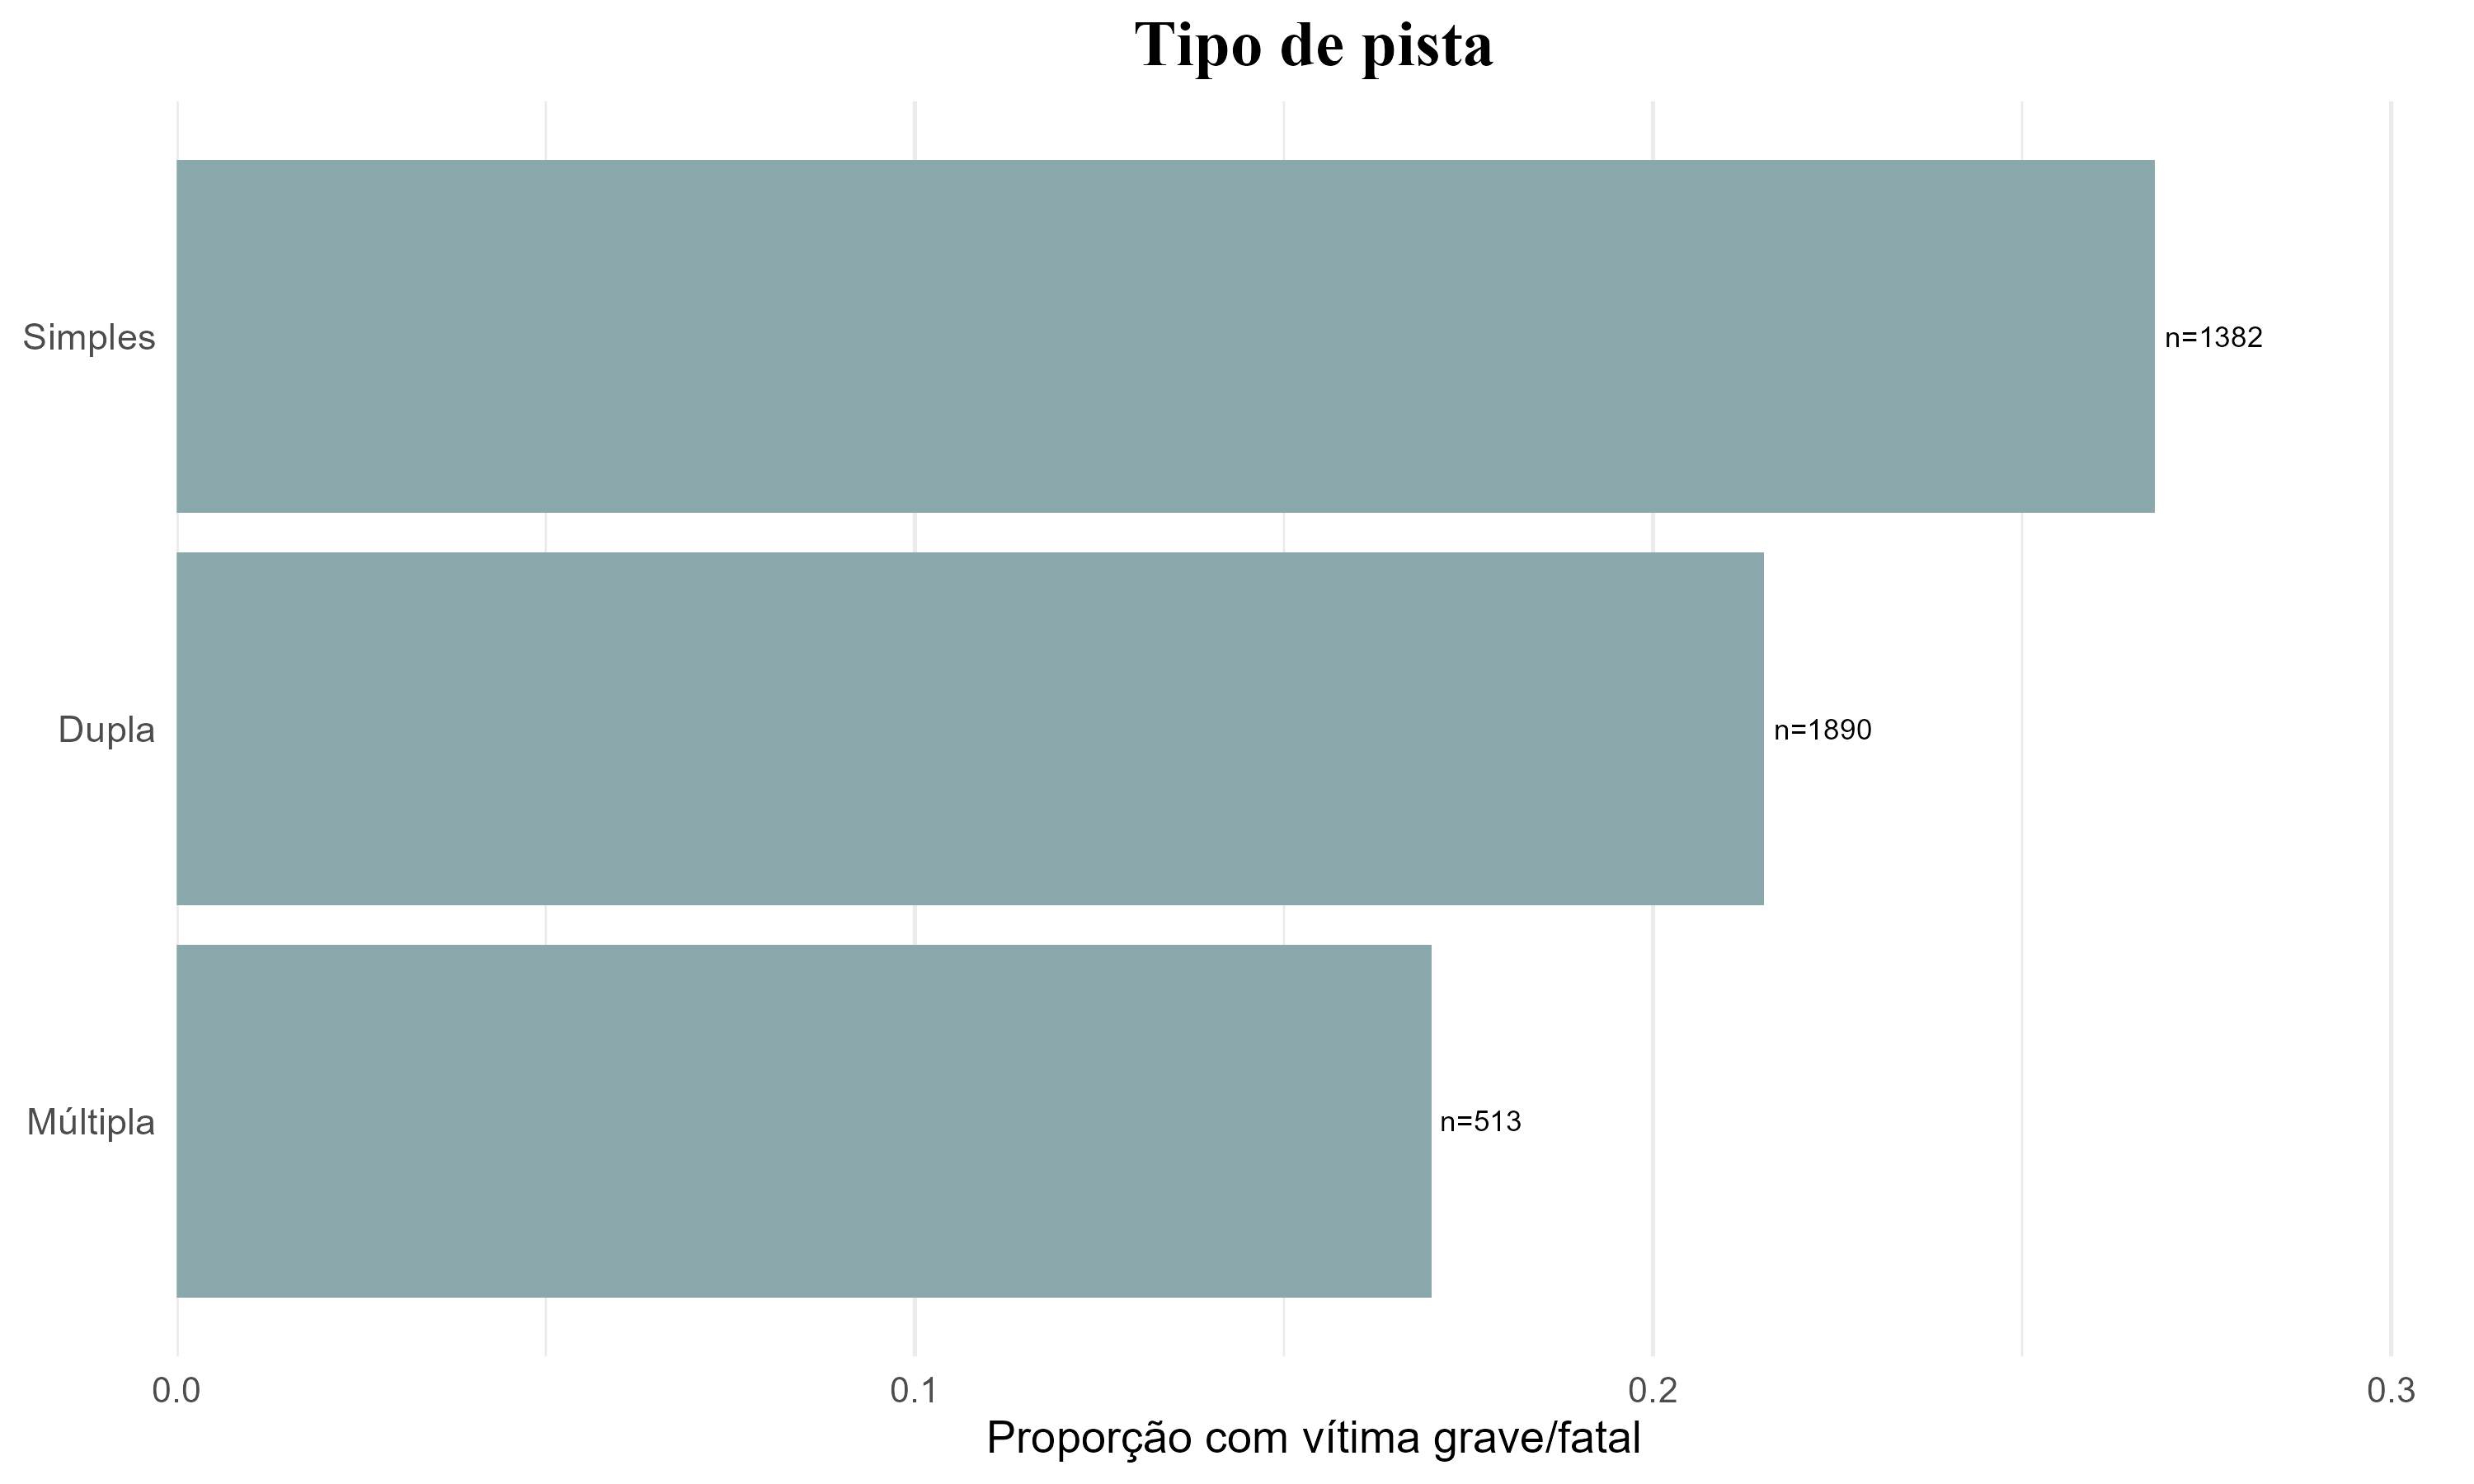 Tipo de pista
Simples
n=1382
Dupla
n=1890
Múltipla
n=513
0.0
0.1
0.2
0.3
Proporção com vítima grave/fatal